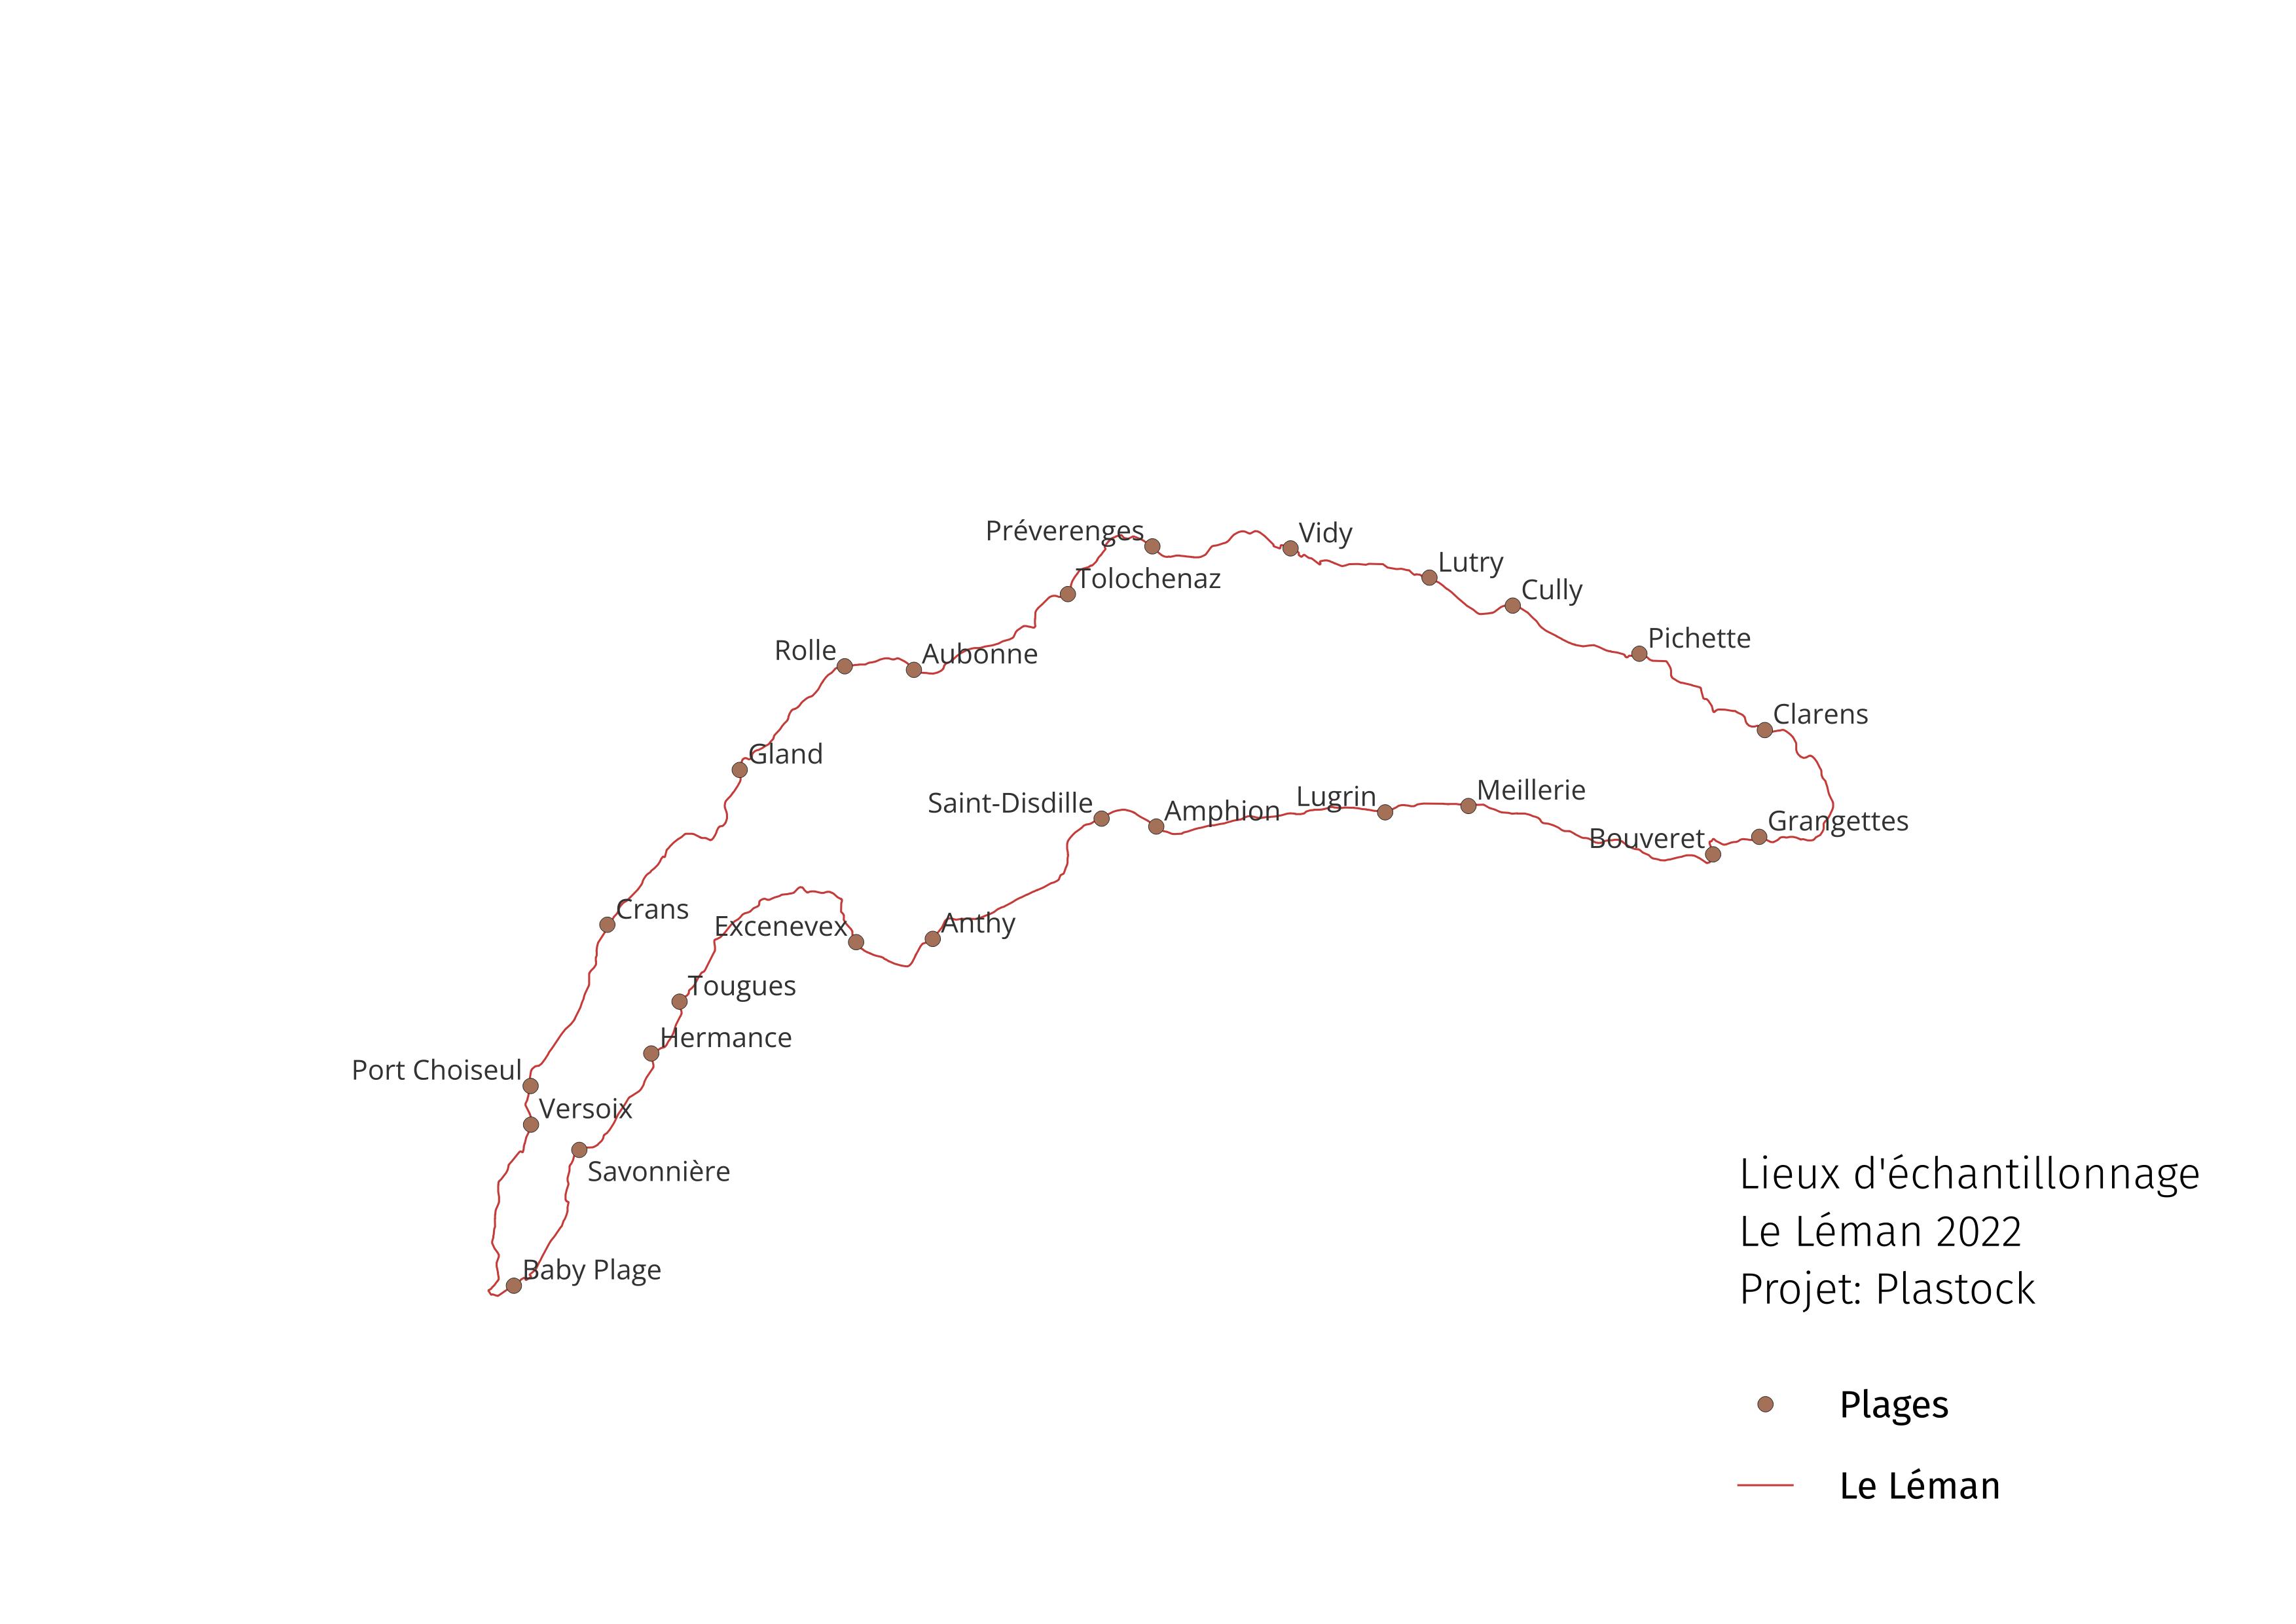 Préverenges
Vidy
Lutry
Tolochenaz
Cully
Pichette
Rolle
Aubonne
Clarens
Gland
Meillerie
Lugrin
Saint-Disdille
Amphion
Grangettes
Bouveret
Crans
Excenevex
Anthy
Tougues
Hermance
Port Choiseul
Versoix
Savonnière
Baby Plage
Lieux d'échantillonnage
Le Léman 2022
Projet: Plastock
Plages
Le Léman